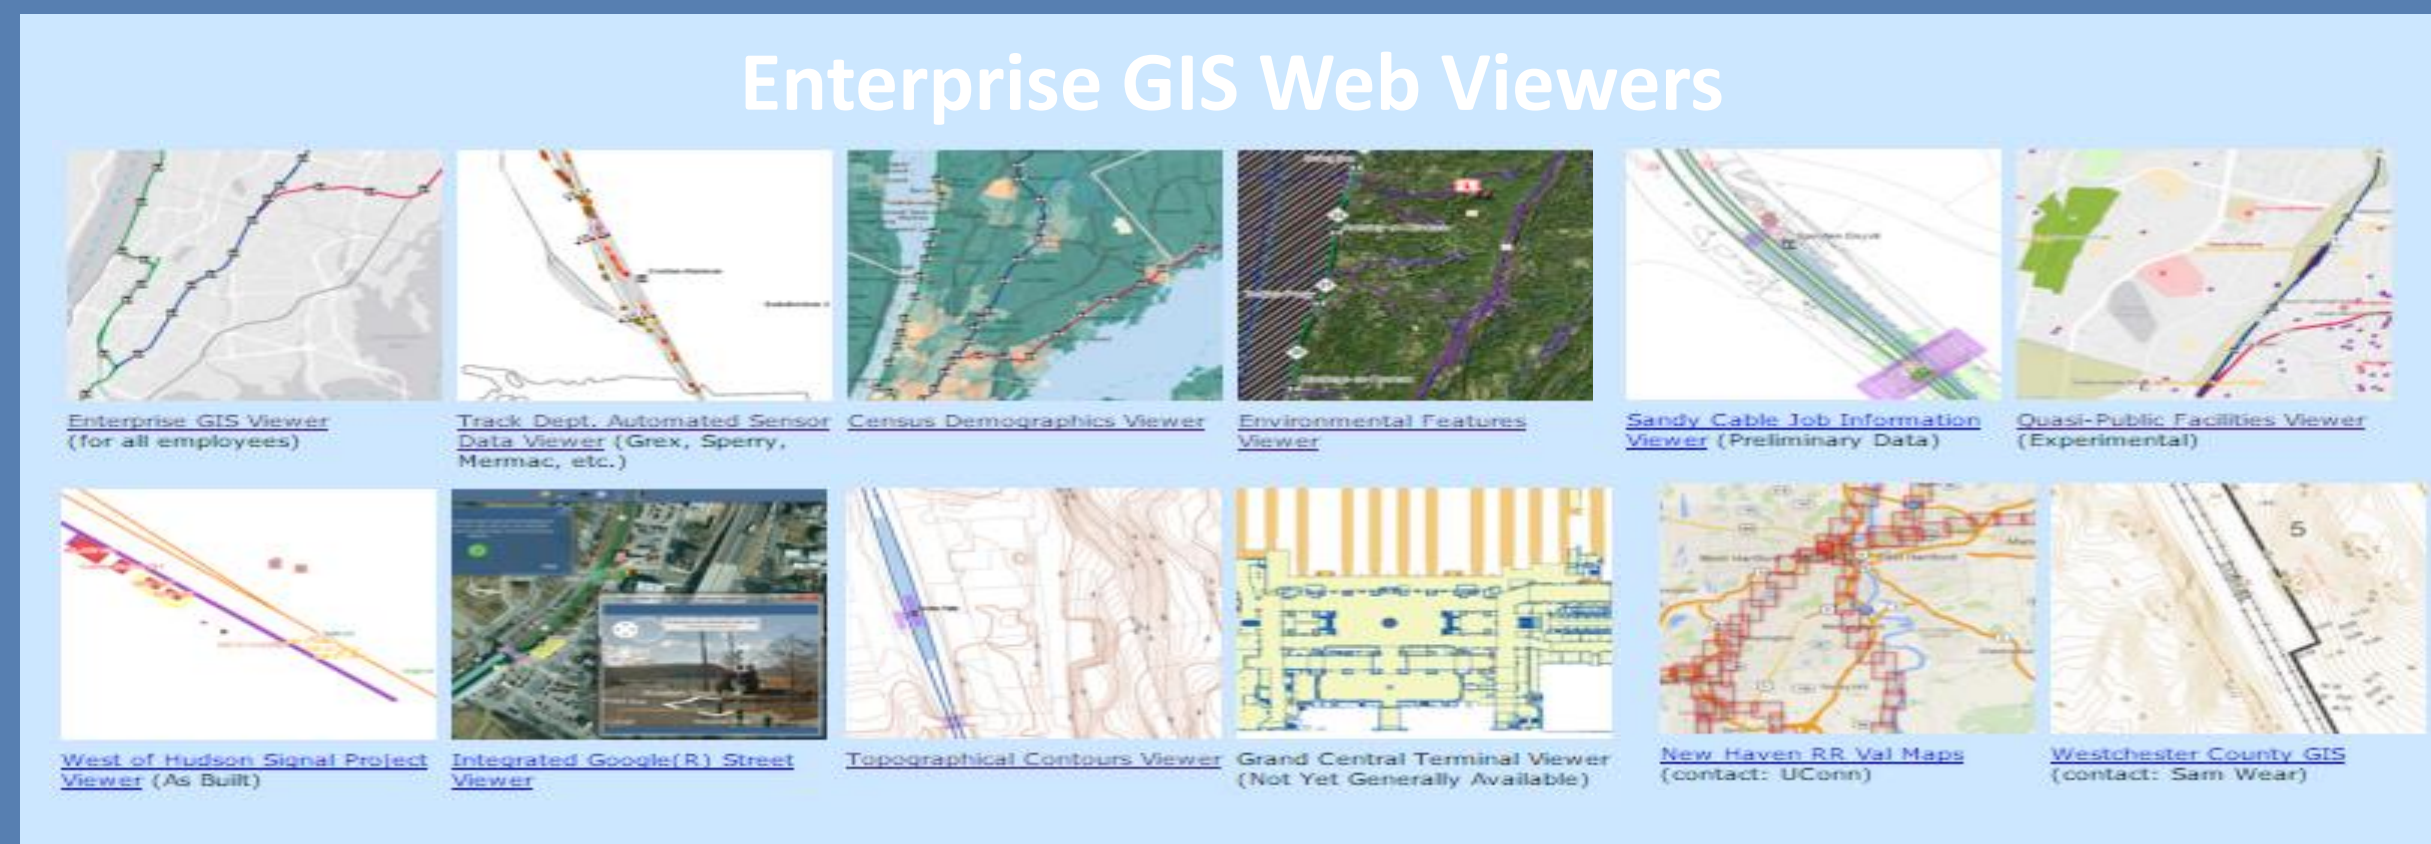 Enterprise GIS Web Viewers
Enterprise GIS Viewer
(for all employees)
Track Dept. Automated Sensor
Data Viewer (Grex, Sperry,
Mermac, etc.)
Census Demographics Viewer
Environmental Features
Viewer
Sandy Cable Job Information
Viewer (Preliminary Data)
Quasi-Public Facilities Viewer
(Experimental)
West of Hudson Signal Project
Viewer (As Built)
Integrated Google(R) Street
Viewer
Topographical Contours Viewer
Grand Central Terminal Viewer
(Not Yet Generally Available)
5
New Haven RR Val Maps
(contact: UConn)
Westchester County GIS
(contact: Sam Wear)